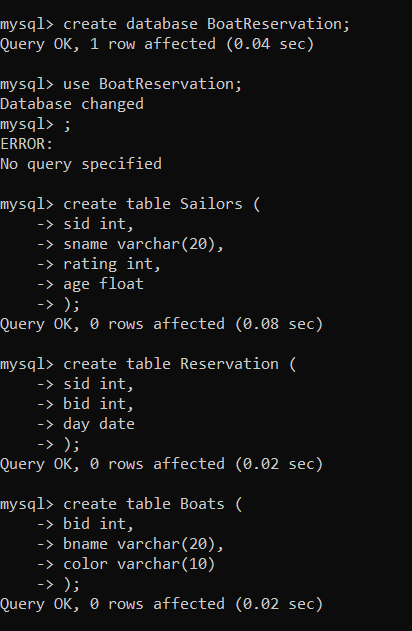 mysql> create database BoatReservation;
Query OK, 1 row affected (0.04 sec)
mysql> use BoatReservation;
Database changed
mysql> ;
ERROR:
No query specified
mysql> create table Sailors (
    -> sid int,
    -> sname varchar(20),
    -> rating int,
    -> age float
    -> );
Query OK, 0 rows affected (0.08 sec)
mysql> create table Reservation (
    -> sid int,
    -> bid int,
    -> day date
    -> );
Query OK, 0 rows affected (0.02 sec)
mysql> create table Boats (
    -> bid int,
    -> bname varchar(20),
    -> color varchar(10)
    -> );
Query OK, 0 rows affected (0.02 sec)